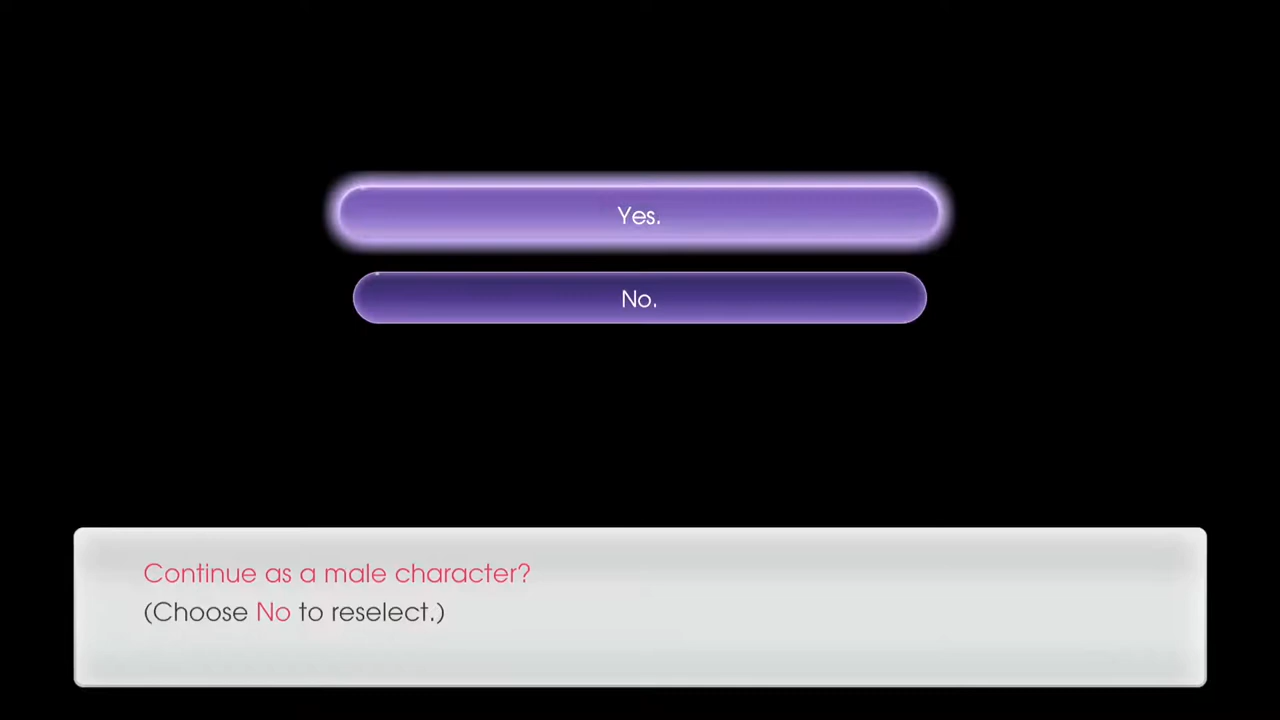 Yes.
No.
Continue as a male character?
(Choose No to reselect.)